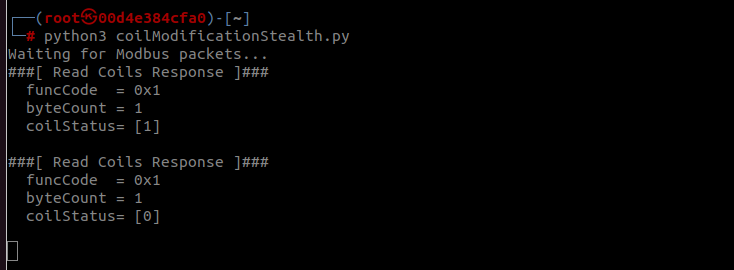 ┌──(root㉿00d4e384cfa0)-[~]
└─# python3 coilModificationStealth.py
Waiting for Modbus packets...
###[ Read Coils Response ]###
  funcCode  = 0x1
  byteCount = 1
  coilStatus= [1]

###[ Read Coils Response ]###
  funcCode  = 0x1
  byteCount = 1
  coilStatus= [0]